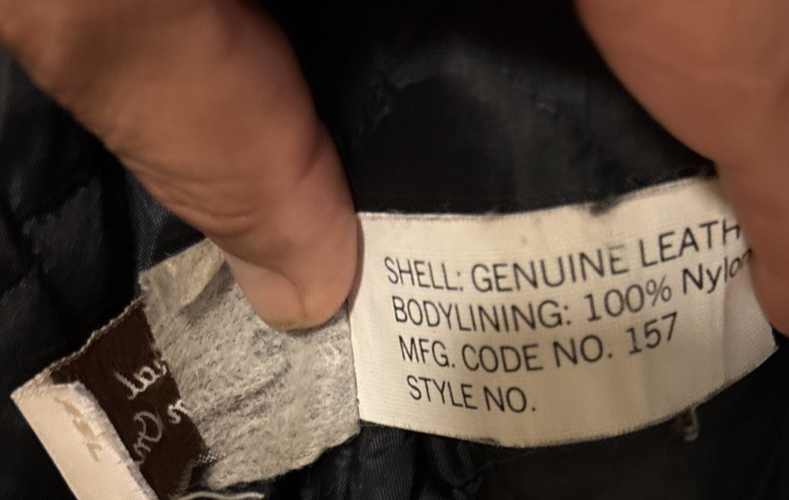 SHELL: GENUINE LEATH
BODYLINING: 100% Nylon
MFG. CODE NO. 157
STYLE NO.